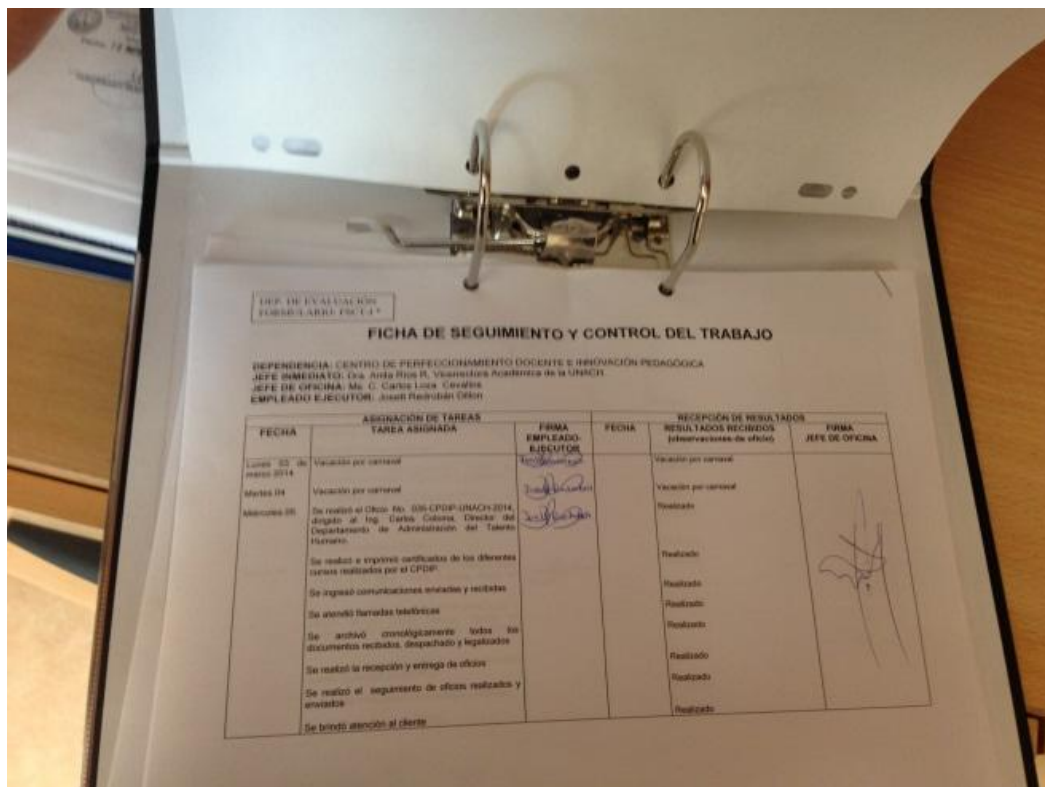 DEP. DE EVALUACIÓN
FICHA DE SEGUIMIENTO Y CONTROL DEL TRABAJO
DEPENDENCIA: CENTRO DE PERFECCIONAMIENTO DOCENTE E INNOVACIÓN PEDAGÓGICA
JEFE INMEDIATO: Dra. Anita Ríos R. Vicerrectora Académica de la UNACH
JEFE DE OFICINA: Ms. C. Carlos Loza Cevallos
EMPLEADO EJECUTOR:
ASIGNACIÓN DE TAREAS
RECEPCIÓN DE RESULTADOS
FECHA
TAREA ASIGNADA
FIRMA
EMPLEADO-
EJECUTOR
FECHA
RESULTADOS RECIBIDOS
(observaciones de oficio)
FIRMA
JEFE DE OFICINA
Lunes 03 de
marzo 2014
Vacación por carnaval
Vacación por carnaval
Martes 04
Vacación por carnaval
Vacación por carnaval
Miércoles 05
Se realizó el Oficio No. CPDIP-UNACH-2014,
dirigido al Ing. Carlos Director del
Departamento de Administración del Talento
Humano.
Realizado
Se realizó e imprimió certificados de los diferentes
cursos realizados por el CPDIP
Realizado
Se ingresó comunicaciones enviadas y recibidas
Realizado
Se atendió llamadas telefónicas
Realizado
Se archivó cronológicamente todos los
documentos recibidos, despachado y legalizados
Realizado
Se realizó la recepción y entrega de oficios
Realizado
Se realizó el seguimiento de oficios realizados y
enviados
Realizado
Se brindó atención al cliente
Realizado